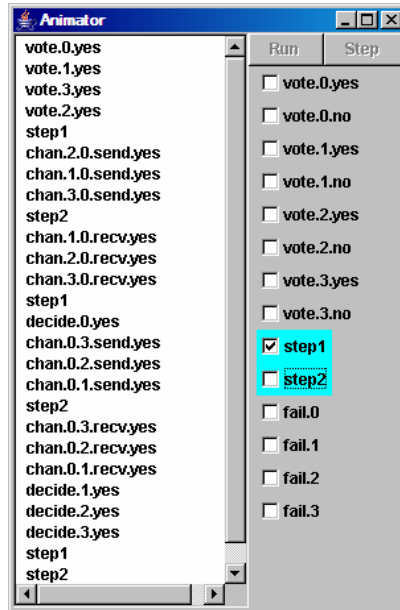 Animator
vote.0.yes
vote.1.yes
vote.3.yes
vote.2.yes
step1
chan.2.0.send.yes
chan.1.0.send.yes
chan.3.0.send.yes
step2
chan.1.0.recv.yes
chan.2.0.recv.yes
chan.3.0.recv.yes
step1
decide.0.yes
chan.0.3.send.yes
chan.0.2.send.yes
chan.0.1.send.yes
step2
chan.0.3.recv.yes
chan.0.2.recv.yes
chan.0.1.recv.yes
decide.1.yes
decide.2.yes
decide.3.yes
step1
step2
Run Step
vote.0.yes
vote.0.no
vote.1.yes
vote.1.no
vote.2.yes
vote.2.no
vote.3.yes
vote.3.no
step1
step2
fail.0
fail.1
fail.2
fail.3